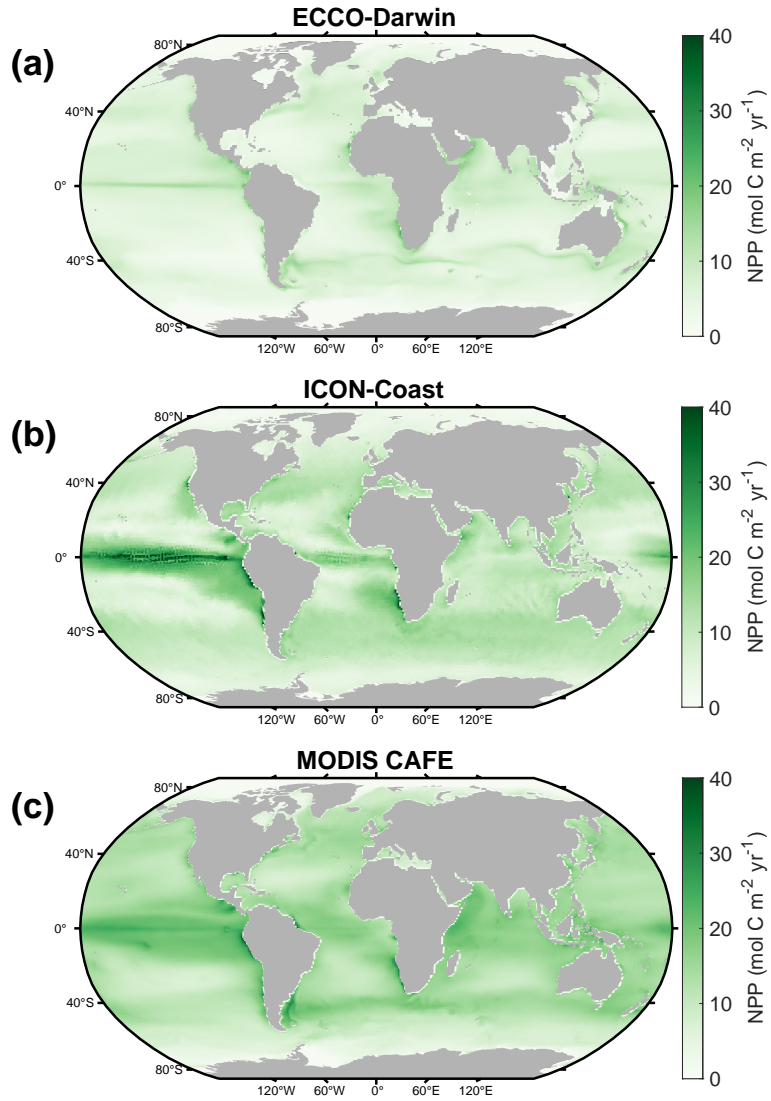 ECCO-Darwin
(a)
80°N
40°N
0°
40°S
80°S
120°W 60°W 0° 60°E 120°E
40
30
20
10
0
NPP (mol C m-2 yr-1)
ICON-Coast
(b)
80°N
40°N
0°
40°S
80°S
120°W 60°W 0° 60°E 120°E
40
30
20
10
0
NPP (mol C m-2 yr-1)
MODIS CAFE
(c)
80°N
40°N
0°
40°S
80°S
120°W 60°W 0° 60°E 120°E
40
30
20
10
0
NPP (mol C m-2 yr-1)